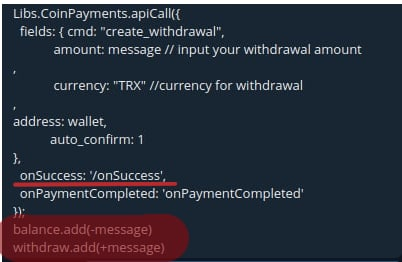 Libs.CoinPayments.apiCall({
fields: { cmd: "create_withdrawal",
amount: message // input your withdrawal amount
,
currency: "TRX" //currency for withdrawal
,
address: wallet,
auto_confirm: 1
},
onSuccess: '/onSuccess',
onPaymentCompleted: 'onPaymentCompleted'
});
balance.add(-message)
withdraw.add(+message)